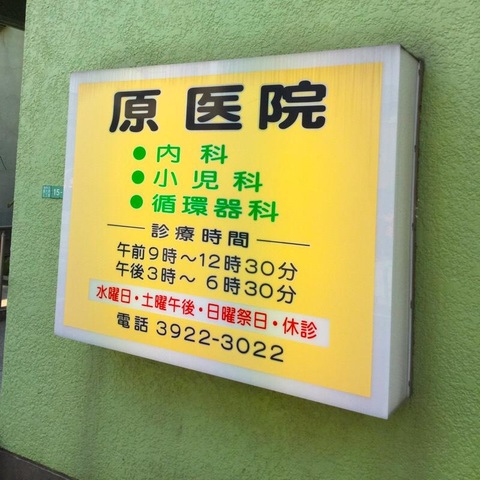 原医院
●内科
●小児科
●循環器科
診療時間
午前9時〜12時30分
午後3時〜 6時30分
水曜日・土曜午後・日曜祭日・休診
電話 3922-3022